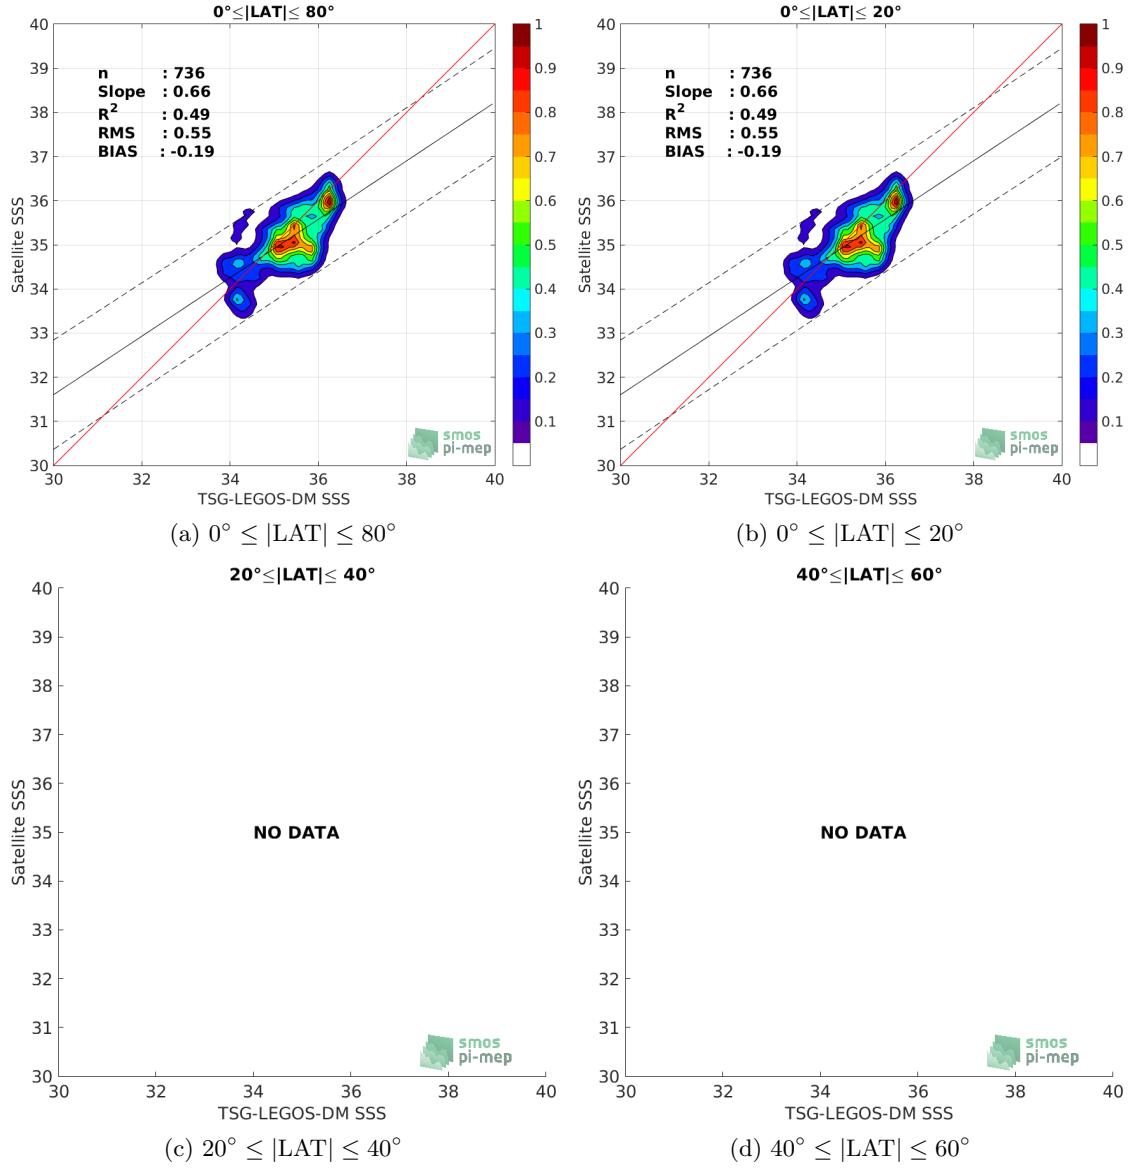 0°≤|LAT|≤ 80°
40
39
38
37
36
35
34
33
32
31
30
Satellite SSS
n : 736
Slope : 0.66
R² : 0.49
RMS : 0.55
BIAS : -0.19
smos
pi-mep
30 32 34 36 38 40
TSG-LEGOS-DM SSS
1
0.9
0.8
0.7
0.6
0.5
0.4
0.3
0.2
0.1
(a) 0° ≤ |LAT| ≤ 80°
0°≤|LAT|≤ 20°
40
39
38
37
36
35
34
33
32
31
30
Satellite SSS
n : 736
Slope : 0.66
R² : 0.49
RMS : 0.55
BIAS : -0.19
smos
pi-mep
30 32 34 36 38 40
TSG-LEGOS-DM SSS
1
0.9
0.8
0.7
0.6
0.5
0.4
0.3
0.2
0.1
(b) 0° ≤ |LAT| ≤ 20°
20°≤|LAT|≤ 40°
40
39
38
37
36
35
34
33
32
31
30
Satellite SSS
NO DATA
smos
pi-mep
30 32 34 36 38 40
TSG-LEGOS-DM SSS
(c) 20° ≤ |LAT| ≤ 40°
40°≤|LAT|≤ 60°
40
39
38
37
36
35
34
33
32
31
30
Satellite SSS
NO DATA
smos
pi-mep
30 32 34 36 38 40
TSG-LEGOS-DM SSS
(d) 40° ≤ |LAT| ≤ 60°